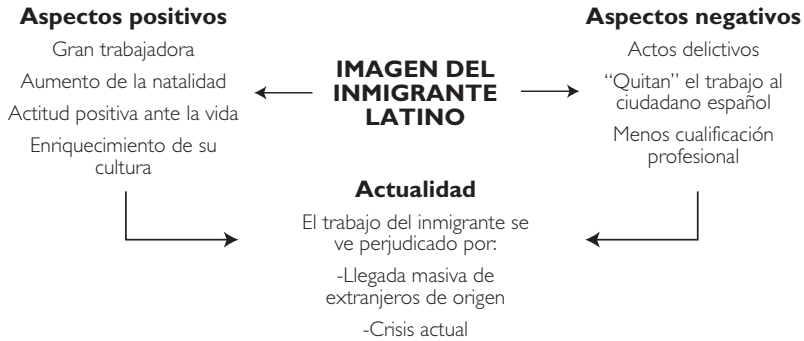 Aspectos positivos
Gran trabajadora
Aumento de la natalidad
Actitud positiva ante la vida
Enriquecimiento de su
cultura
IMAGEN DEL
INMIGRANTE
LATINO
Aspectos negativos
Actos delictivos
“Quitan” el trabajo al
ciudadano español
Menos cualificación
profesional
Actualidad
El trabajo del inmigrante se
ve perjudicado por:
-Llegada masiva de
extranjeros de origen
-Crisis actual